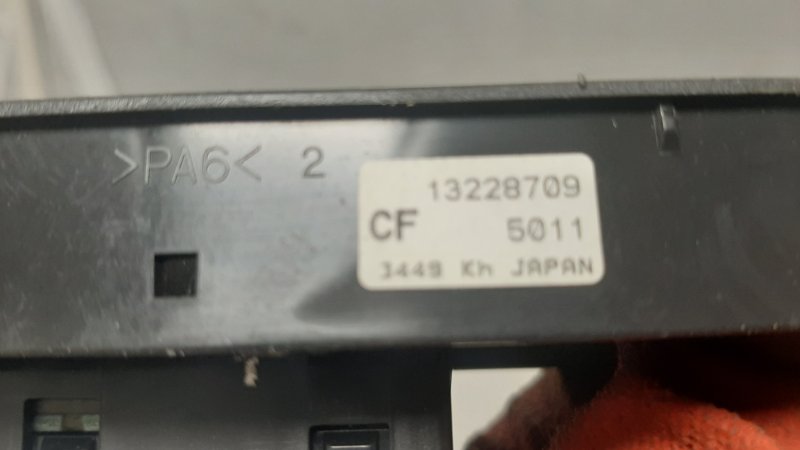 >PA6< 2
13228709
CF 5011
3449 Kh JAPAN